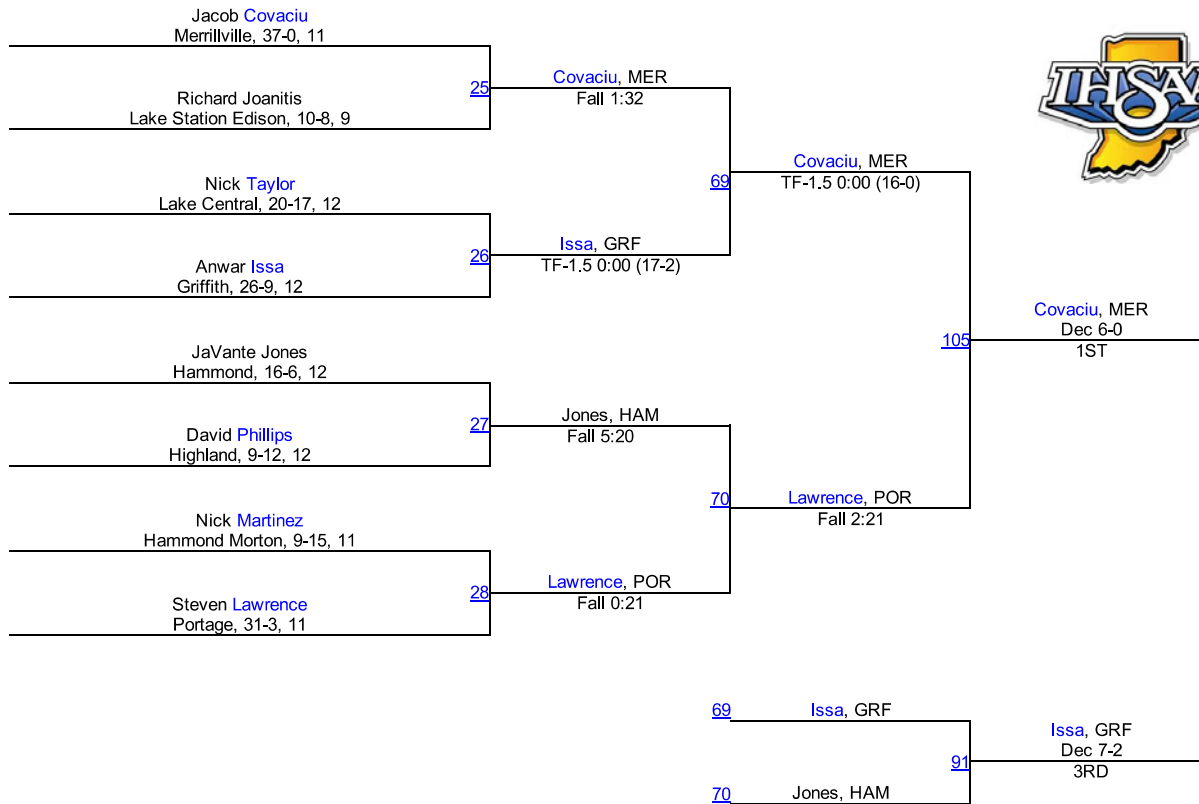 Jacob Covaciu
Merrillville, 37-0, 11
25
Richard Joanitis
Lake Station Edison, 10-8, 9
Covaciu, MER
Fall 1:32
IHSAA
69
Covaciu, MER
TF-1.5 0:00 (16-0)
Nick Taylor
Lake Central, 20-17, 12
26
Anwar Issa
Griffith, 26-9, 12
Issa, GRF
TF-1.5 0:00 (17-2)
105
Covaciu, MER
Dec 6-0
1ST
JaVante Jones
Hammond, 16-6, 12
27
David Phillips
Highland, 9-12, 12
Jones, HAM
Fall 5:20
70
Lawrence, POR
Fall 2:21
Nick Martinez
Hammond Morton, 9-15, 11
28
Steven Lawrence
Portage, 31-3, 11
Lawrence, POR
Fall 0:21
69
Issa, GRF
91
Issa, GRF
Dec 7-2
3RD
70
Jones, HAM